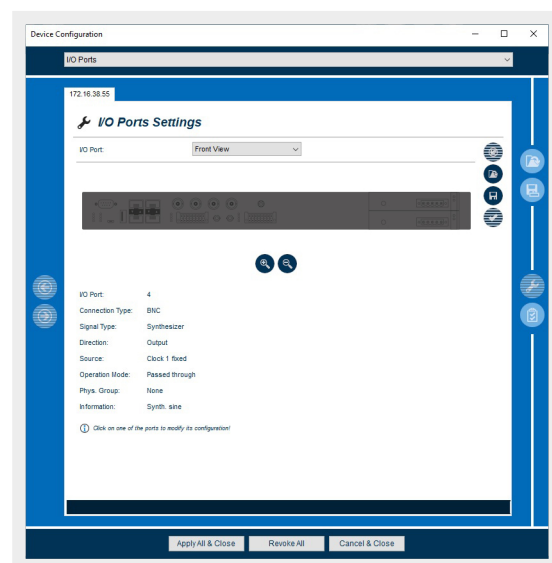 Device Configuration
I/O Ports
172.16.38.55
I/O Ports Settings
I/O Port: Front View
I/O Port: 4
Connection Type: BNC
Signal Type: Synthesizer
Direction: Output
Source: Clock 1 fixed
Operation Mode: Passed through
Phys. Group: None
Information: Synth. sine
Click on one of the ports to modify its configuration!
Apply All & Close Revoke All Cancel & Close